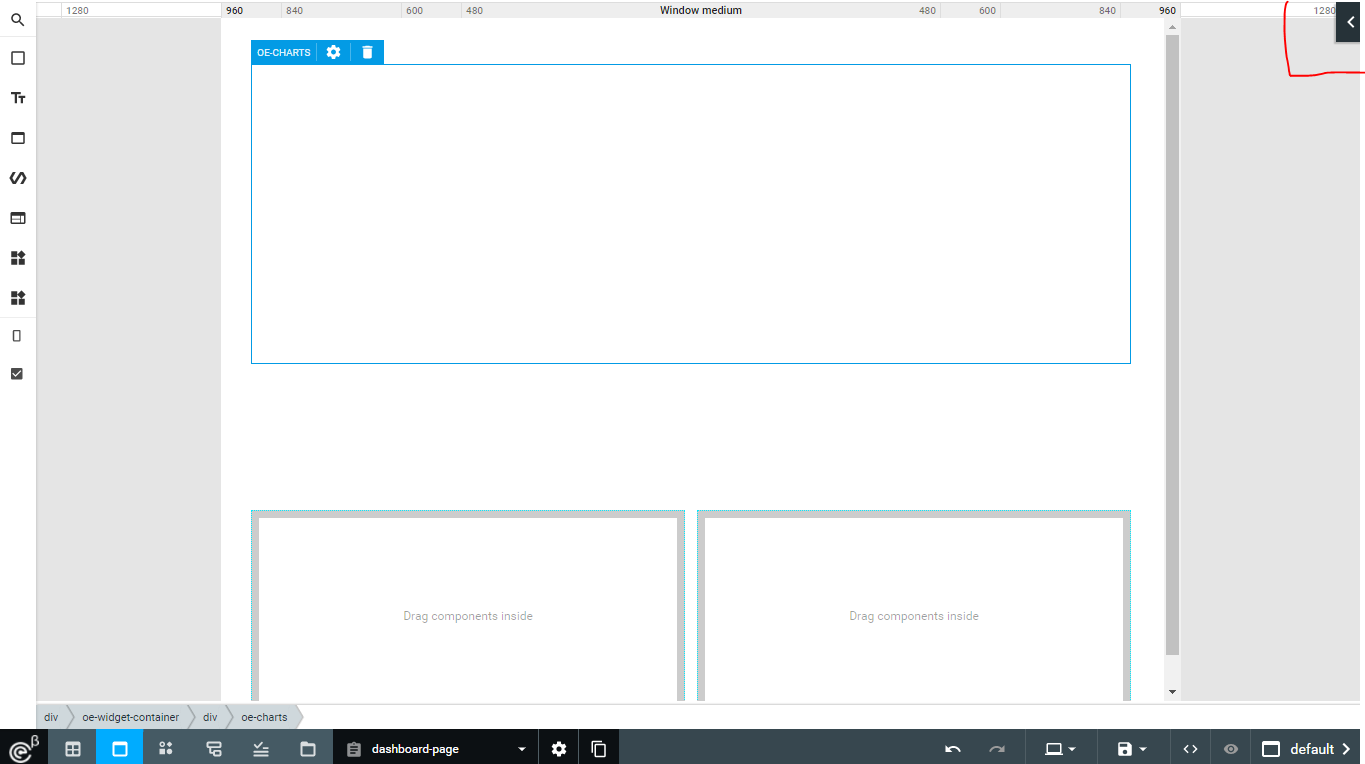 1280 960 840 600 480 Window medium 480 600 840 960 1280
OE-CHARTS
Drag components inside Drag components inside
div oe-widget-container div oe-charts
β dashboard-page default